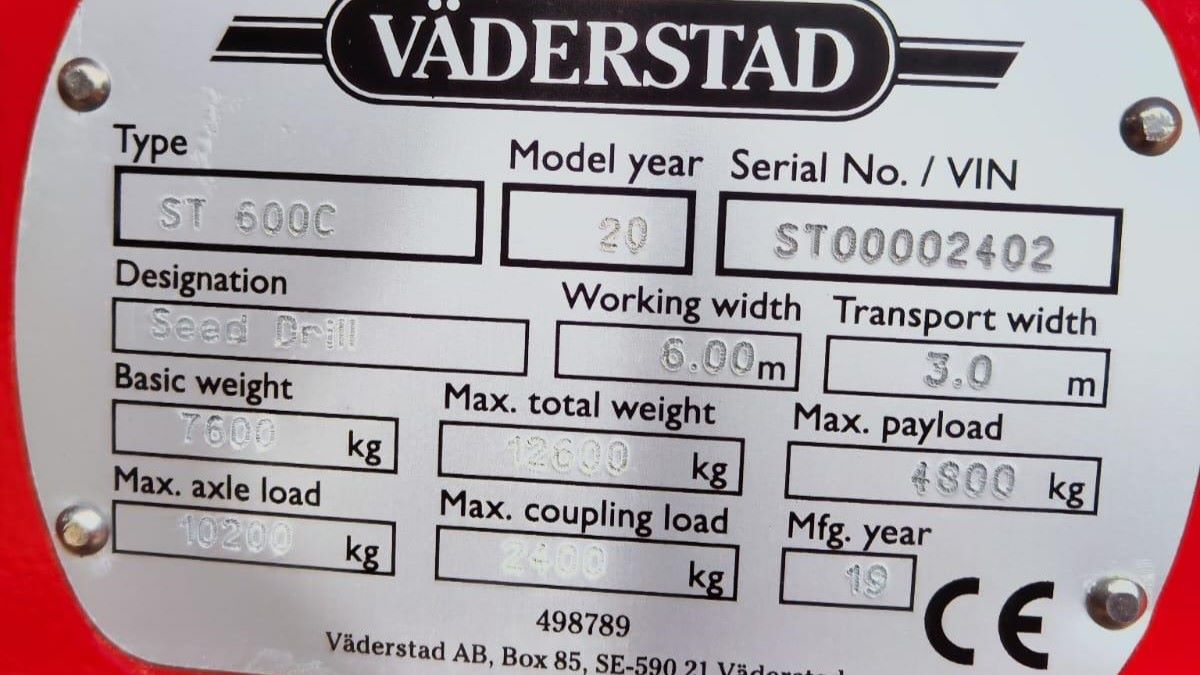 VÄDERSTAD
Type
Model year
Serial No. / VIN
ST 600C
20
ST00002402
Designation
Working width
Transport width
Seed Drill
6.00 m
3.0 m
Basic weight
Max. total weight
Max. payload
7600 kg
12600 kg
4800 kg
Max. axle load
Max. coupling load
Mfg. year
10200 kg
2400 kg
19
CE
498789
Väderstad AB, Box 85, SE-590 21 Väderstad